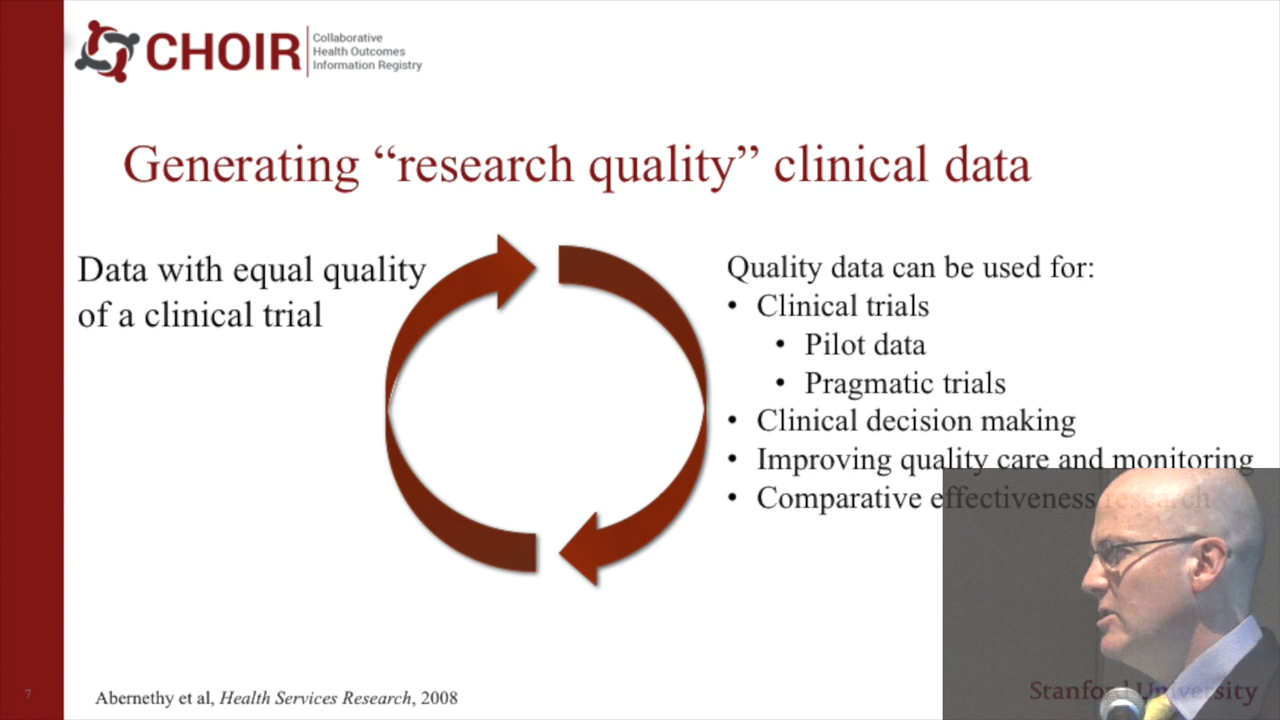 CHOIR
Collaborative
Health Outcomes
Information Registry
Generating “research quality” clinical data
Data with equal quality
of a clinical trial
Quality data can be used for:
• Clinical trials
• Pilot data
• Pragmatic trials
• Clinical decision making
• Improving quality care and monitoring
• Comparative effectiveness research
7
Abernethy et al, Health Services Research, 2008
Stanford University